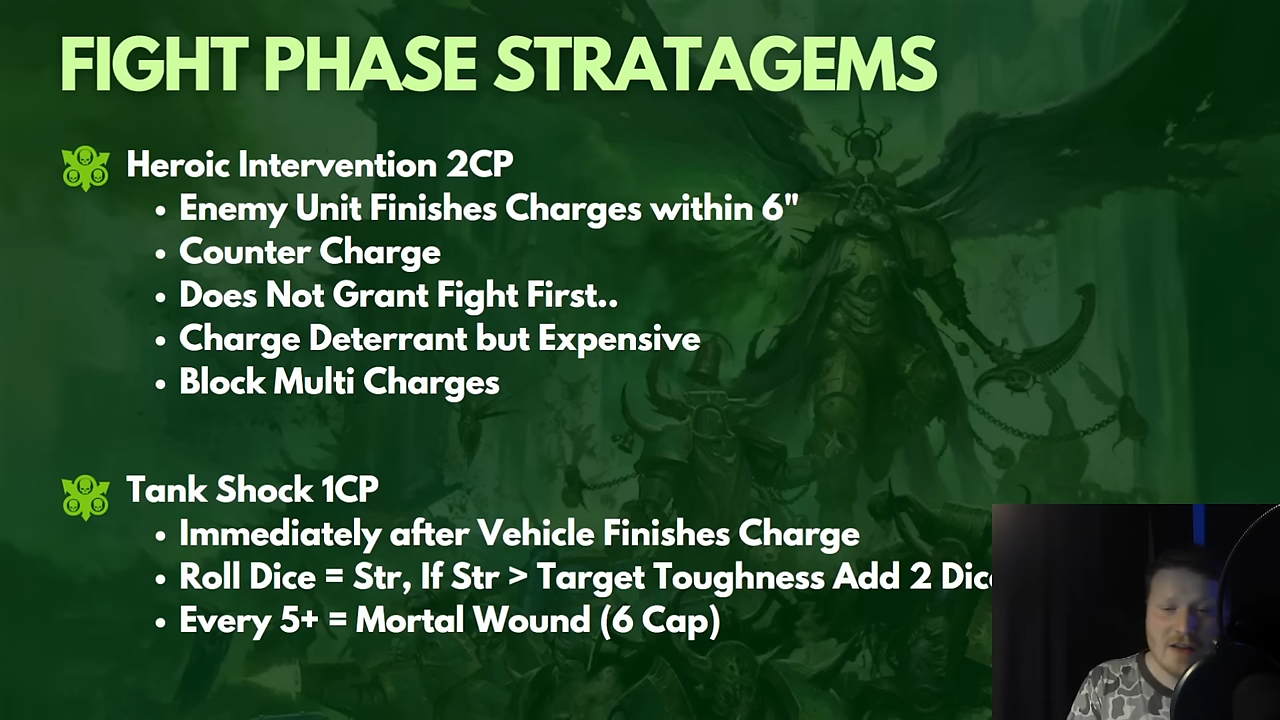 FIGHT PHASE STRATAGEMS
Heroic Intervention 2CP
• Enemy Unit Finishes Charges within 6"
• Counter Charge
• Does Not Grant Fight First..
• Charge Deterrant but Expensive
• Block Multi Charges
Tank Shock 1CP
• Immediately after Vehicle Finishes Charge
• Roll Dice = Str, If Str > Target Toughness Add 2 Dic
• Every 5+ = Mortal Wound (6 Cap)